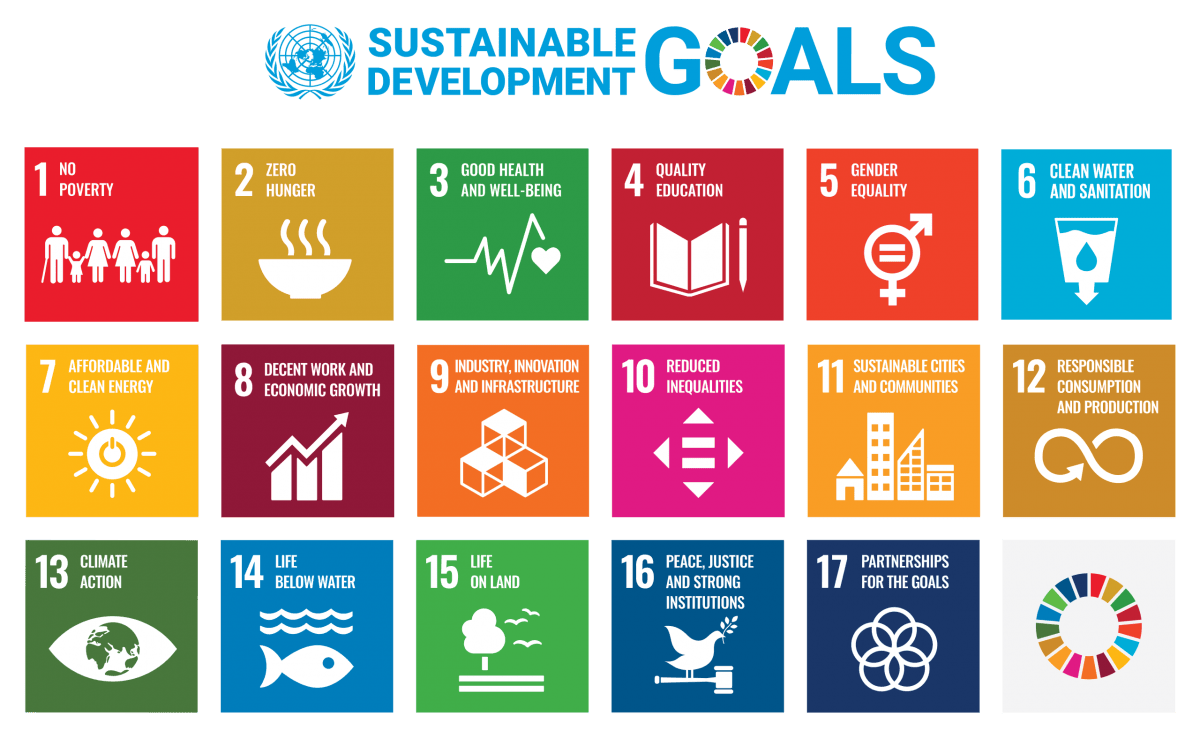 SUSTAINABLE
DEVELOPMENT
GOALS
1 NO
POVERTY
2 ZERO
HUNGER
3 GOOD HEALTH
AND WELL-BEING
4 QUALITY
EDUCATION
5 GENDER
EQUALITY
6 CLEAN WATER
AND SANITATION
7 AFFORDABLE AND
CLEAN ENERGY
8 DECENT WORK AND
ECONOMIC GROWTH
9 INDUSTRY, INNOVATION
AND INFRASTRUCTURE
10 REDUCED
INEQUALITIES
11 SUSTAINABLE CITIES
AND COMMUNITIES
12 RESPONSIBLE
CONSUMPTION
AND PRODUCTION
13 CLIMATE
ACTION
14 LIFE
BELOW WATER
15 LIFE
ON LAND
16 PEACE, JUSTICE
AND STRONG
INSTITUTIONS
17 PARTNERSHIPS
FOR THE GOALS